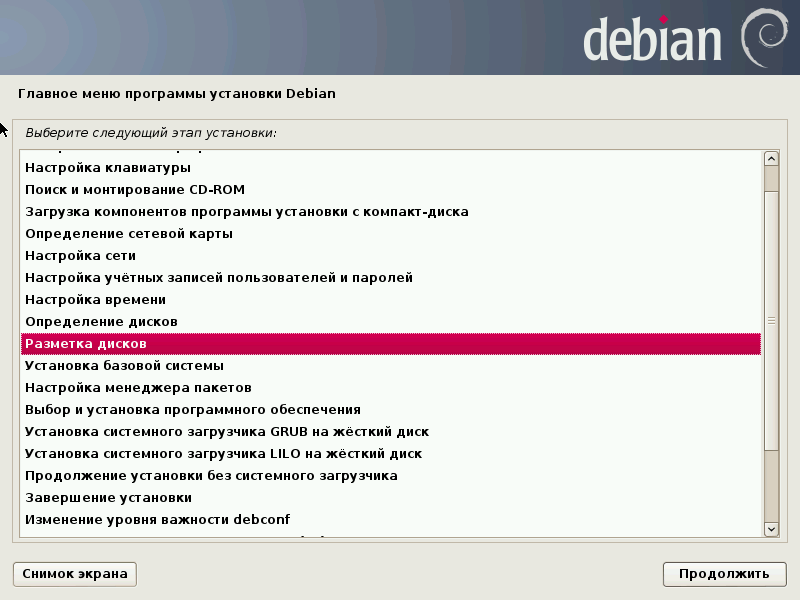 debian
Главное меню программы установки Debian
Выберите следующий этап установки:
Настройка клавиатуры
Поиск и монтирование CD-ROM
Загрузка компонентов программы установки с компакт-диска
Определение сетевой карты
Настройка сети
Настройка учётных записей пользователей и паролей
Настройка времени
Определение дисков
Разметка дисков
Установка базовой системы
Настройка менеджера пакетов
Выбор и установка программного обеспечения
Установка системного загрузчика GRUB на жёсткий диск
Установка системного загрузчика LILO на жёсткий диск
Продолжение установки без системного загрузчика
Завершение установки
Изменение уровня важности debconf
Снимок экрана
Продолжить